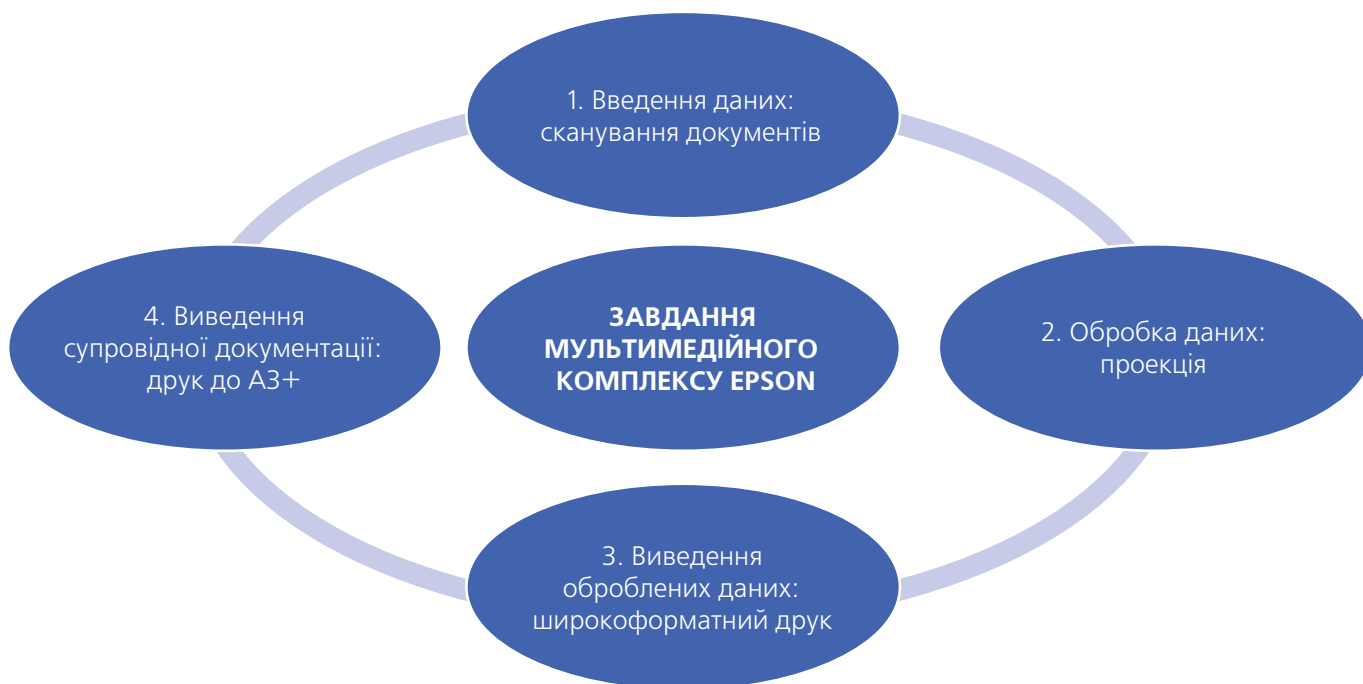 1. Введення даних:
сканування документів
ЗАВДАННЯ
МУЛЬТИМЕДІЙНОГО
КОМПЛЕКСУ EPSON
2. Обробка даних:
проекція
3. Виведення
оброблених даних:
широкоформатний друк
4. Виведення
супровідної документації:
друк до А3+